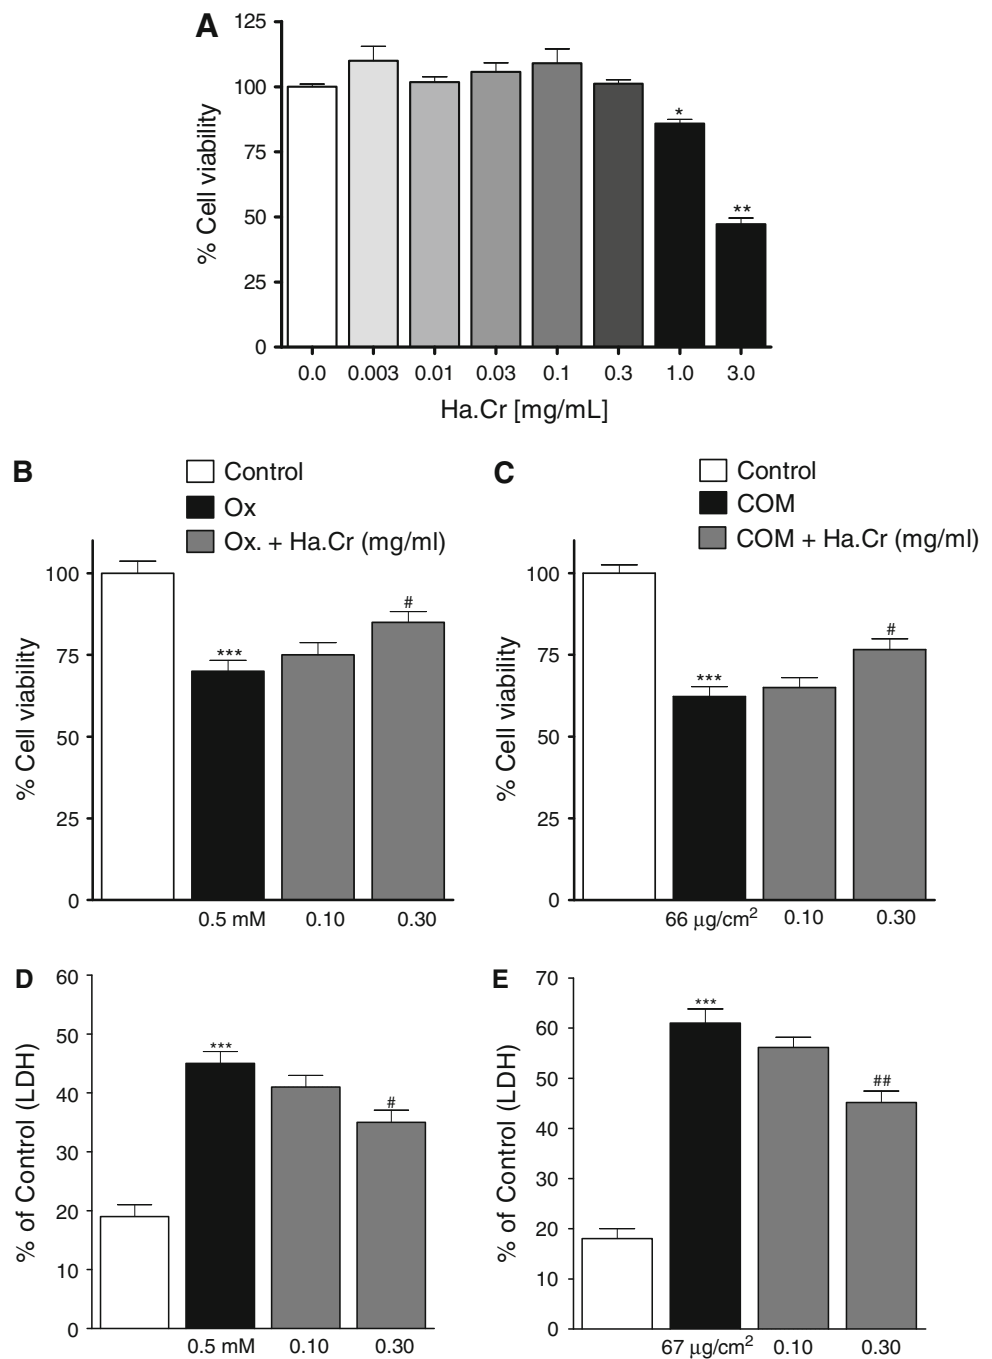 A
125
100
75
50
25
0
% Cell viability
*
**
0.0 0.003 0.01 0.03 0.1 0.3 1.0 3.0
Ha.Cr [mg/mL]
B
Control
Ox
Ox. + Ha.Cr (mg/ml)
100
75
50
25
0
% Cell viability
***
#
0.5 mM 0.10 0.30
C
Control
COM
COM + Ha.Cr (mg/ml)
100
75
50
25
0
% Cell viability
***
#
66 µg/cm² 0.10 0.30
D
60
50
40
30
20
10
0
% of Control (LDH)
***
#
0.5 mM 0.10 0.30
E
70
60
50
40
30
20
10
0
% of Control (LDH)
***
##
67 µg/cm² 0.10 0.30